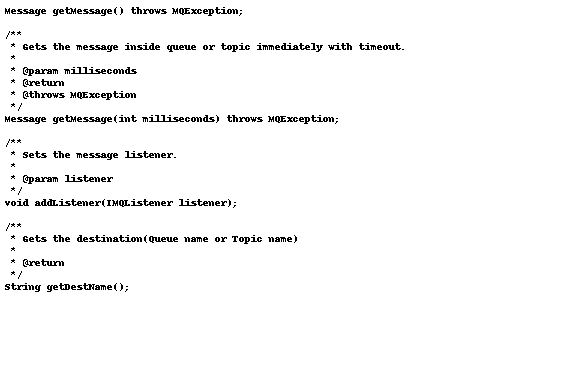 Message getMessage() throws MQException;

/**
 * Gets the message inside queue or topic immediately with timeout.
 *
 * @param milliseconds
 * @return
 * @throws MQException
 */
Message getMessage(int milliseconds) throws MQException;

/**
 * Sets the message listener.
 *
 * @param listener
 */
void addListener(IMQListener listener);

/**
 * Gets the destination(Queue name or Topic name)
 *
 * @return
 */
String getDestName();